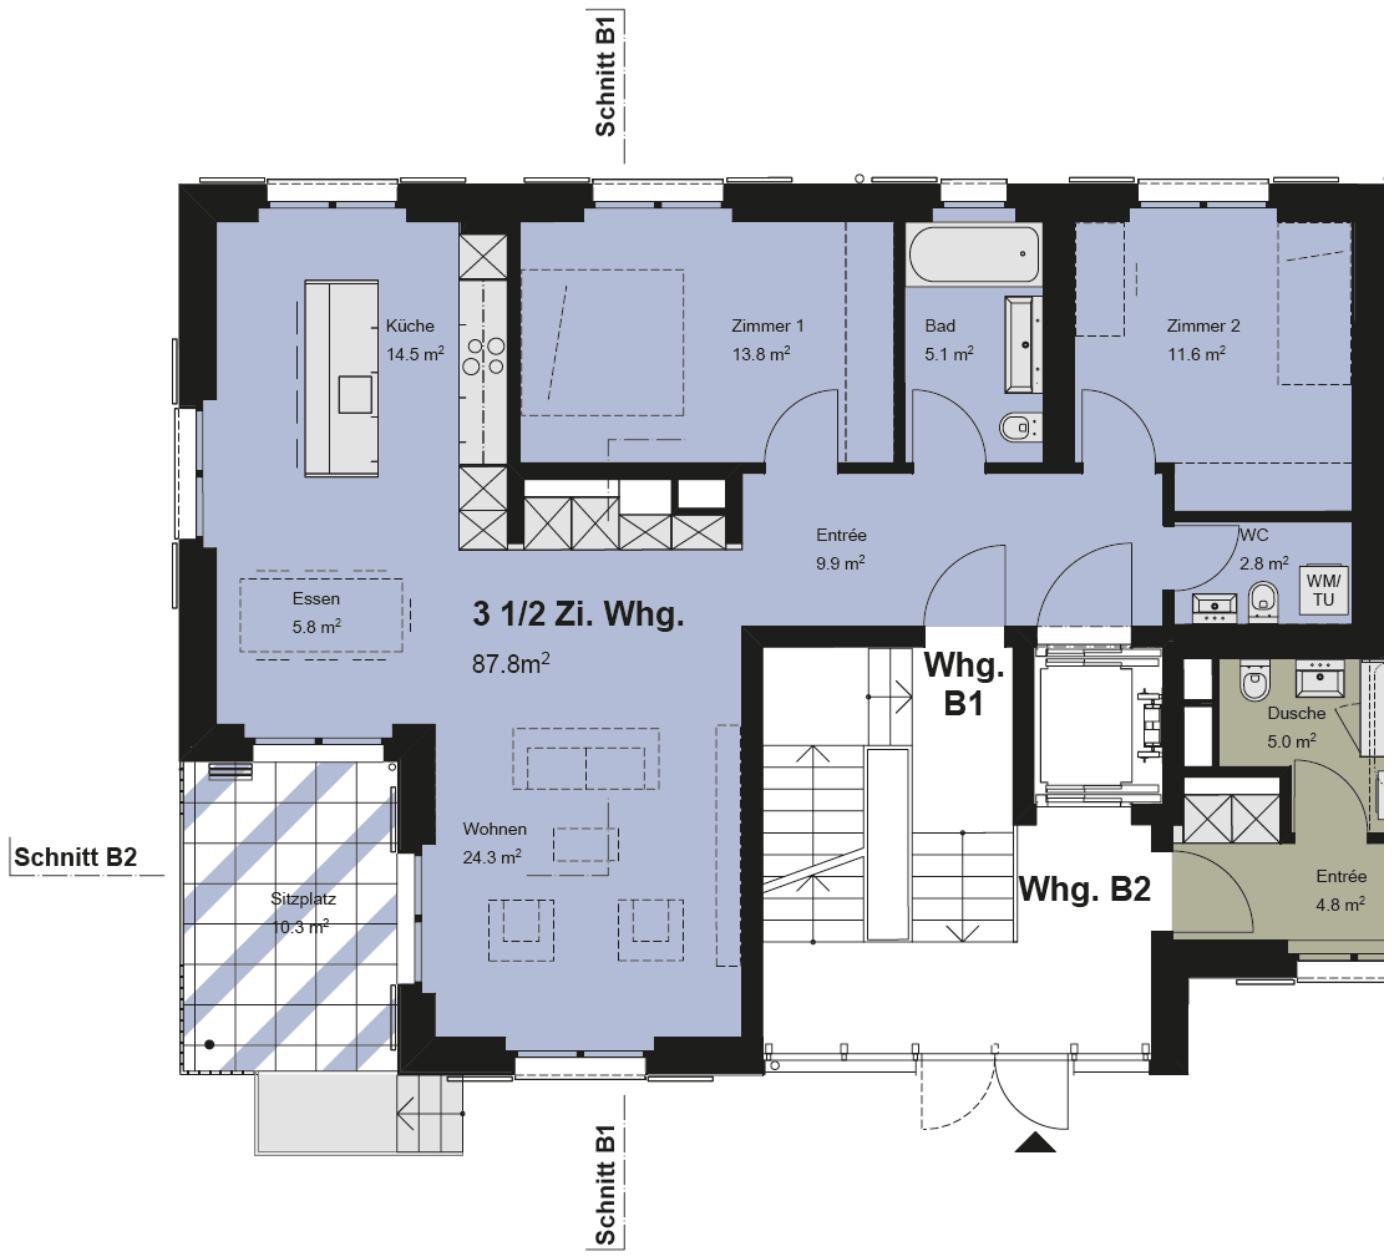 Schnitt B1
Küche
14.5 m²
Zimmer 1
13.8 m²
Bad
5.1 m²
Zimmer 2
11.6 m²
Entrée
9.9 m²
WC
2.8 m²
WM/
TU
Essen
5.8 m²
3 1/2 Zi. Whg.
87.8m²
Whg.
B1
Dusche
5.0 m²
Wohnen
24.3 m²
Schnitt B2
Sitzplatz
10.3 m²
Whg. B2
Entrée
4.8 m²
Schnitt B1